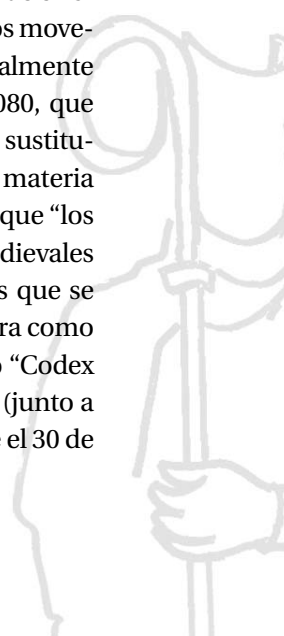 os move-
almente
080, que
sustitu-
materia
que “los
dievales
s que se
ra como
o “Codex
(junto a
e el 30 de